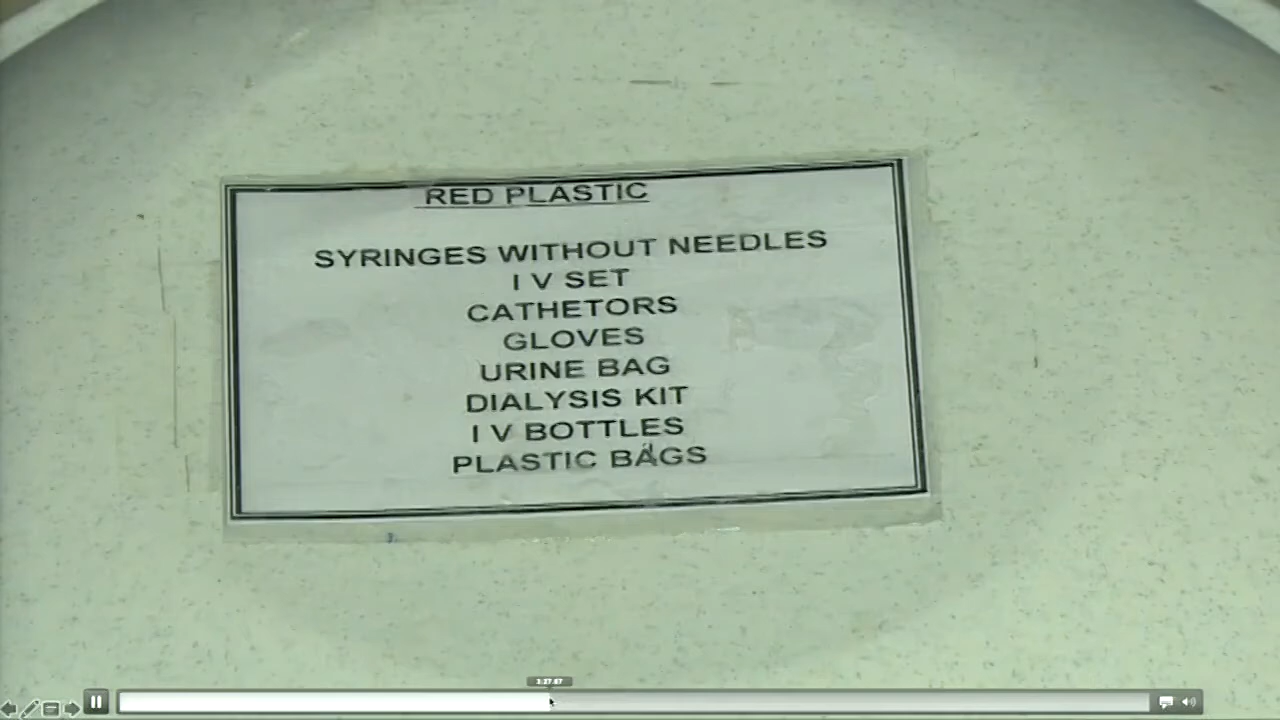 RED PLASTIC
SYRINGES WITHOUT NEEDLES
I V SET
CATHETORS
GLOVES
URINE BAG
DIALYSIS KIT
I V BOTTLES
PLASTIC BAGS